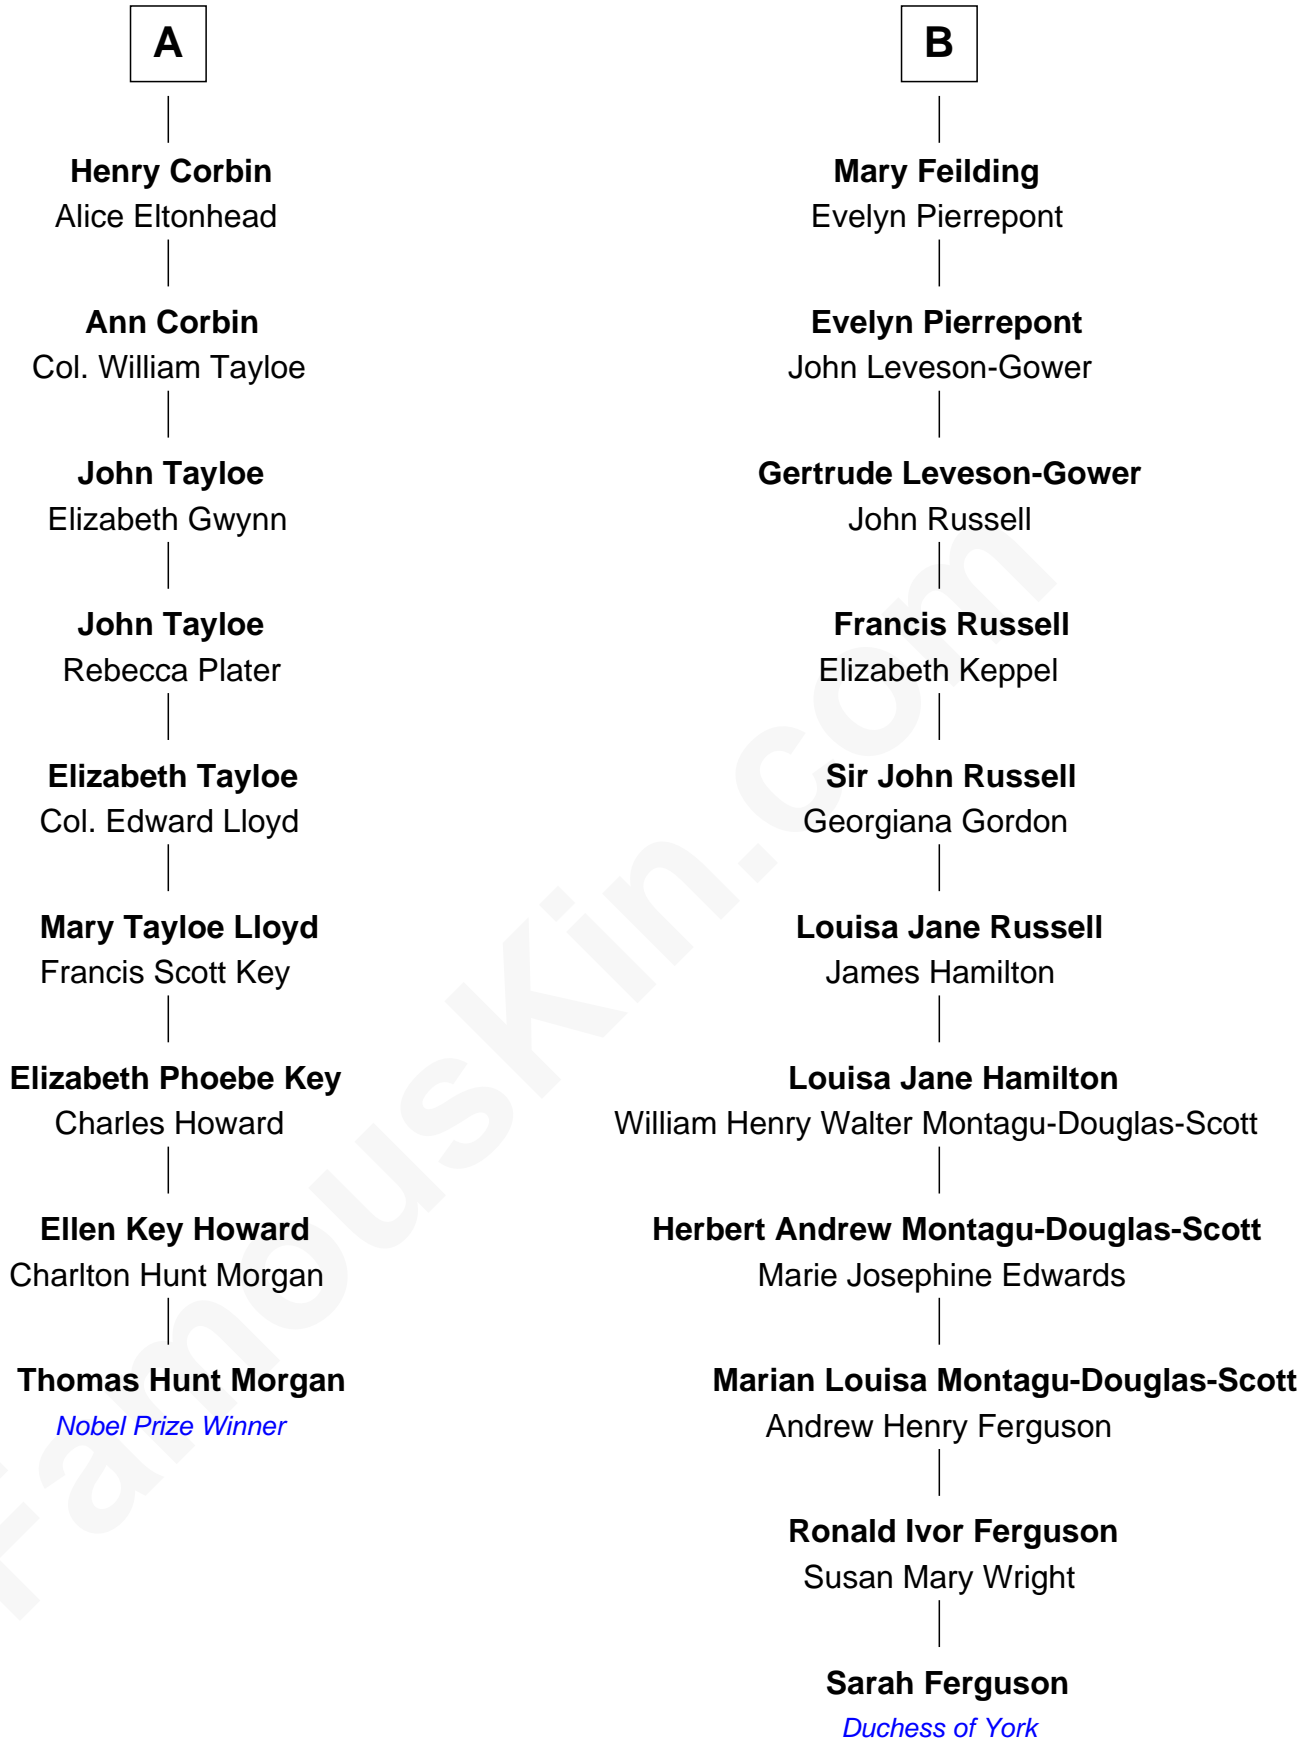 A
Henry Corbin
Alice Eltonhead
Ann Corbin
Col. William Tayloe
John Tayloe
Elizabeth Gwynn
John Tayloe
Rebecca Plater
Elizabeth Tayloe
Col. Edward Lloyd
Mary Tayloe Lloyd
Francis Scott Key
Elizabeth Phoebe Key
Charles Howard
Ellen Key Howard
Charlton Hunt Morgan
Thomas Hunt Morgan
Nobel Prize Winner
B
Mary Feilding
Evelyn Pierrepont
Evelyn Pierrepont
John Leveson-Gower
Gertrude Leveson-Gower
John Russell
Francis Russell
Elizabeth Keppel
Sir John Russell
Georgiana Gordon
Louisa Jane Russell
James Hamilton
Louisa Jane Hamilton
William Henry Walter Montagu-Douglas-Scott
Herbert Andrew Montagu-Douglas-Scott
Marie Josephine Edwards
Marian Louisa Montagu-Douglas-Scott
Andrew Henry Ferguson
Ronald Ivor Ferguson
Susan Mary Wright
Sarah Ferguson
Duchess of York
FamousKin.com